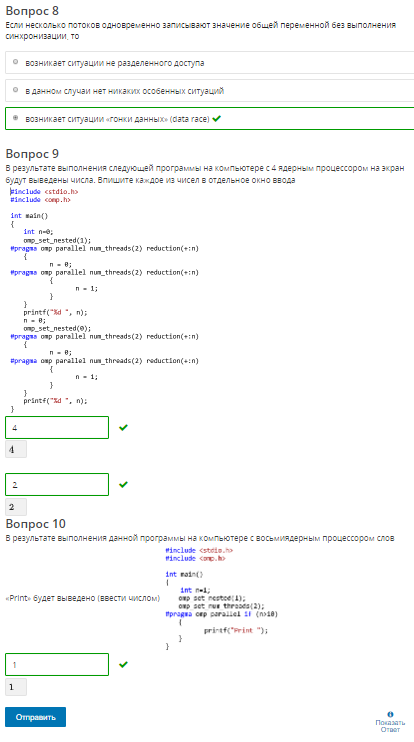 Вопрос 8
Если несколько потоков одновременно записывают значение общей переменной без выполнения
синхронизации, то
возникает ситуации не разделенного доступа
в данном случаи нет никаких особенных ситуаций
возникает ситуации «гонки данных» (data race)
Вопрос 9
В результате выполнения следующей программы на компьютере с 4 ядерным процессором на экран
будут выведены числа. Впишите каждое из чисел в отдельное окно ввода
#include <stdio.h>
#include <omp.h>
int main()
{
int n=0;
omp_set_nested(1);
#pragma omp parallel num_threads(2) reduction(+:n)
{
n = 0;
#pragma omp parallel num_threads(2) reduction(+:n)
{
n = 1;
}
}
printf("%d ", n);
n = 0;
omp_set_nested(0);
#pragma omp parallel num_threads(2) reduction(+:n)
{
n = 0;
#pragma omp parallel num_threads(2) reduction(+:n)
{
n = 1;
}
}
printf("%d ", n);
}
4
4
2
2
Вопрос 10
В результате выполнения данной программы на компьютере с восьмиядерным процессором слов
#include <stdio.h>
#include <omp.h>
int main()
{
int n=1;
omp_set_nested(1);
omp_set_num_threads(2);
#pragma omp parallel if (n>10)
{
«Print» будет выведено (ввести числом)
printf("Print ");
}
}
1
1
Отправить
Показать
Ответ